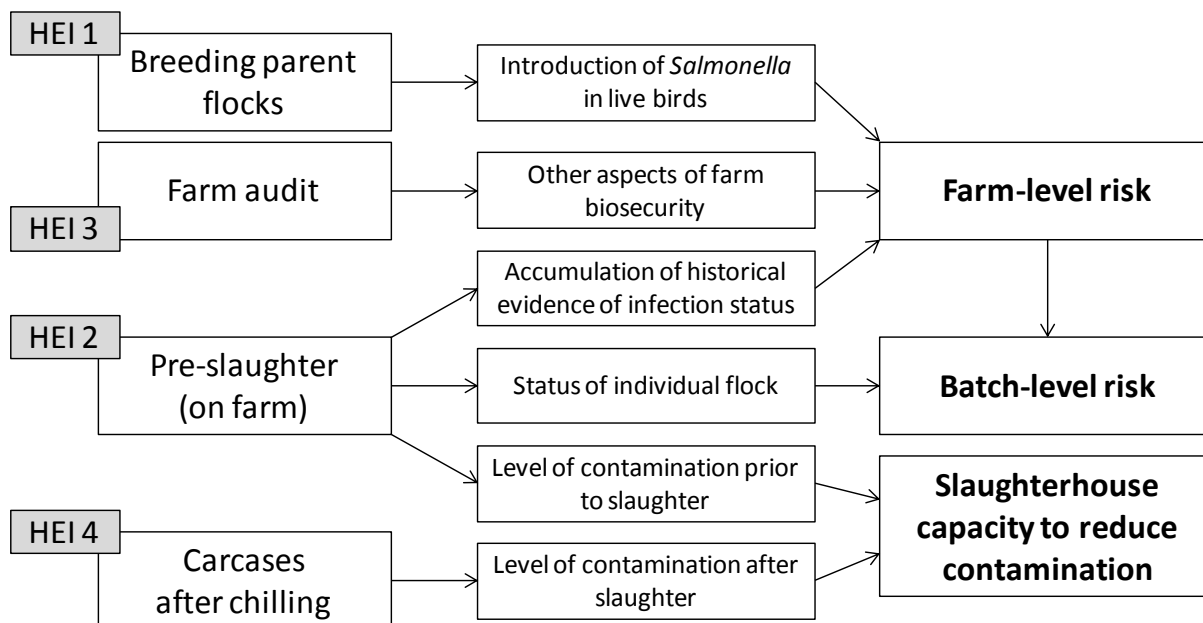 HEI 1
Breeding parent
flocks
Introduction of Salmonella
in live birds
Farm audit
HEI 3
Other aspects of farm
biosecurity
Farm-level risk
Accumulation of historical
evidence of infection status
HEI 2
Pre-slaughter
(on farm)
Status of individual flock
Batch-level risk
Level of contamination prior
to slaughter
Slaughterhouse
capacity to reduce
contamination
HEI 4
Carcases
after chilling
Level of contamination after
slaughter